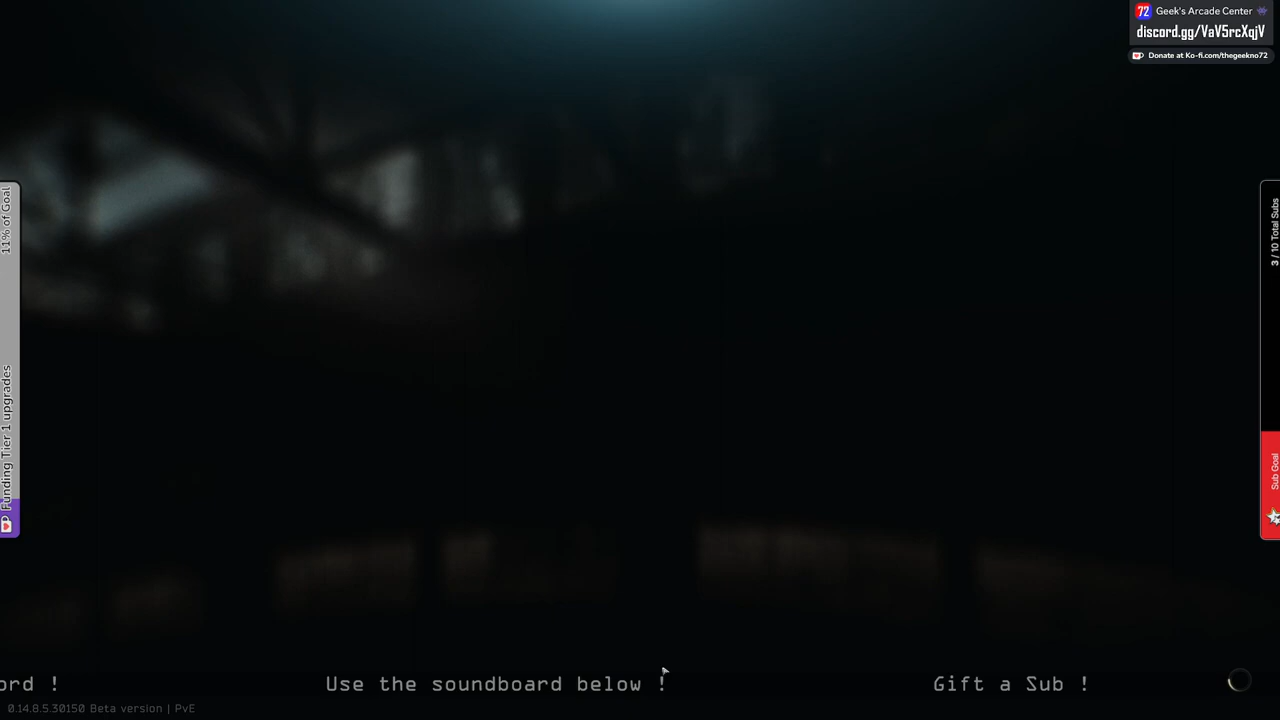 72 Geek's Arcade Center
discord.gg/VaV5rcXqjV
Donate at Ko-fi.com/thegeekno72
11% of Goal
Funding Tier 1 upgrades
3 / 10 Total Subs
Sub Goal
ord ! Use the soundboard below ! Gift a Sub !
0.14.8.5.30150 Beta version | PvE